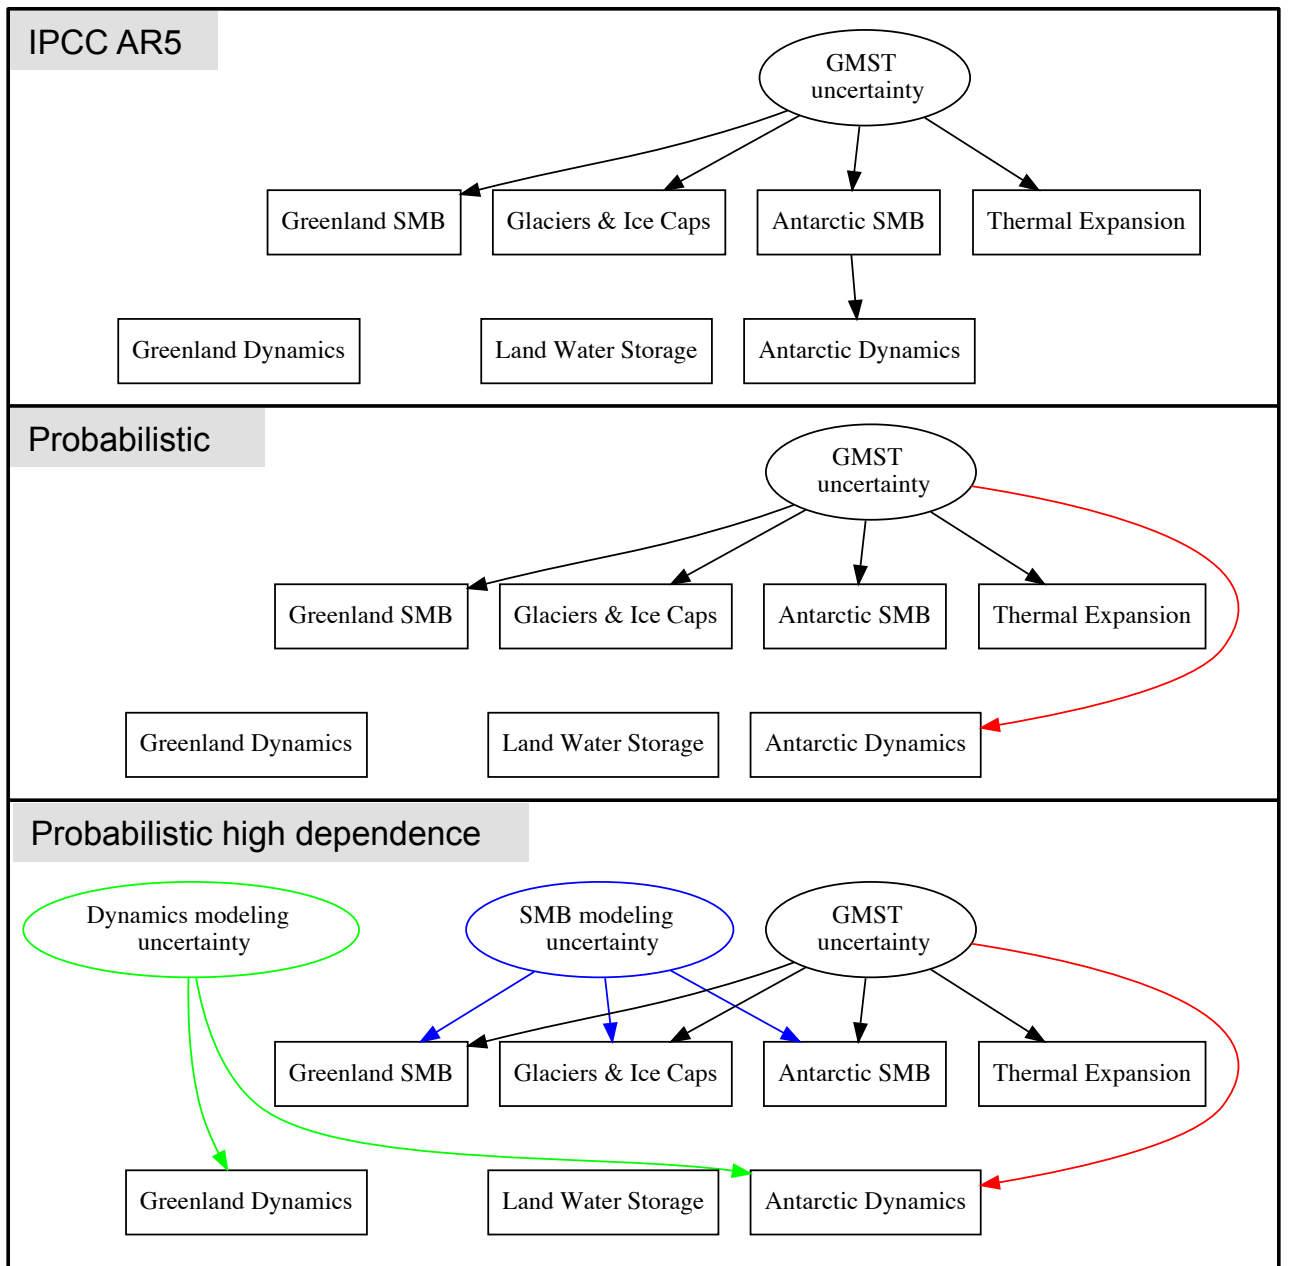 IPCC AR5
GMST
uncertainty
Greenland SMB
Glaciers & Ice Caps
Antarctic SMB
Thermal Expansion
Greenland Dynamics
Land Water Storage
Antarctic Dynamics
Probabilistic
GMST
uncertainty
Greenland SMB
Glaciers & Ice Caps
Antarctic SMB
Thermal Expansion
Greenland Dynamics
Land Water Storage
Antarctic Dynamics
Probabilistic high dependence
Dynamics modeling
uncertainty
SMB modeling
uncertainty
GMST
uncertainty
Greenland SMB
Glaciers & Ice Caps
Antarctic SMB
Thermal Expansion
Greenland Dynamics
Land Water Storage
Antarctic Dynamics